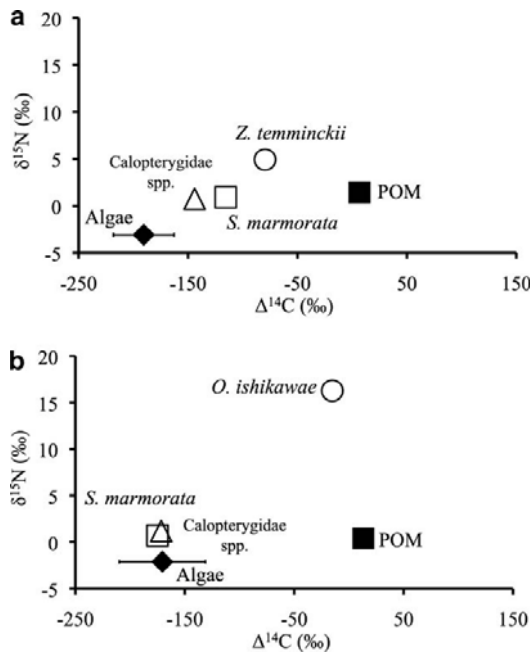 a
20
15
10
5
0
-5
δ¹⁵N (‰)
Z. temminckii
Calopterygidae
spp.
S. marmorata
Algae
POM
-250 -150 -50 50 150
Δ¹⁴C (‰)
b
20
15
10
5
0
-5
δ¹⁵N (‰)
O. ishikawae
S. marmorata
Calopterygidae
spp.
Algae
POM
-250 -150 -50 50 150
Δ¹⁴C (‰)